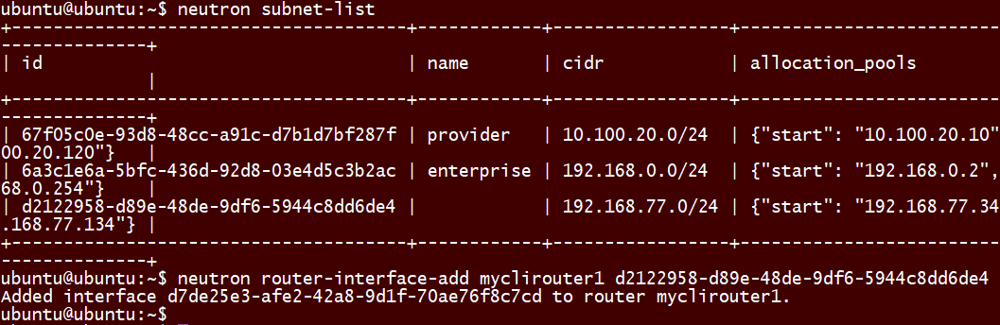 ubuntu@ubuntu:~$ neutron subnet-list
+--------------------------------------+------------+-----------------+-------------------------
--------------+
| id                                   | name       | cidr            | allocation_pools
              |
+--------------------------------------+------------+-----------------+-------------------------
--------------+
| 67f05c0e-93d8-48cc-a91c-d7b1d7bf287f | provider   | 10.100.20.0/24  | {"start": "10.100.20.10"
00.20.120"}   |
| 6a3c1e6a-5bfc-436d-92d8-03e4d5c3b2ac | enterprise | 192.168.0.0/24  | {"start": "192.168.0.2",
68.0.254"}    |
| d2122958-d89e-48de-9df6-5944c8dd6de4 |            | 192.168.77.0/24 | {"start": "192.168.77.34
.168.77.134"} |
+--------------------------------------+------------+-----------------+-------------------------
--------------+
ubuntu@ubuntu:~$ neutron router-interface-add myclirouter1 d2122958-d89e-48de-9df6-5944c8dd6de4
Added interface d7de25e3-afe2-42a8-9d1f-70ae76f8c7cd to router myclirouter1.
ubuntu@ubuntu:~$